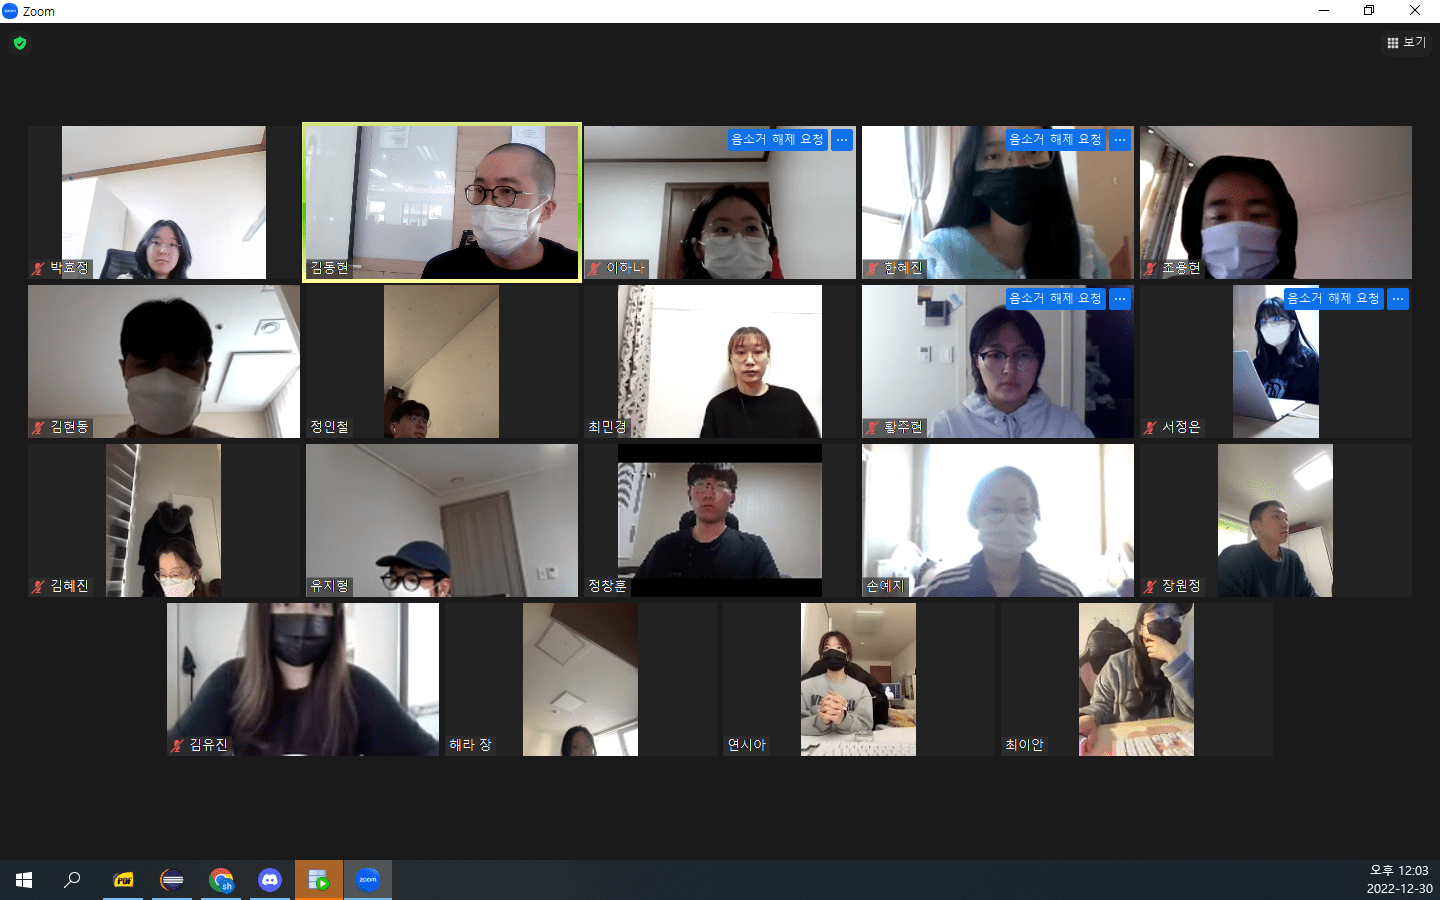 Zoom
보기
박효정
김동현
음소거 해제 요청
이하나
음소거 해제 요청
한혜진
조용현
김현동
정인철
최민경
음소거 해제 요청
황주현
음소거 해제 요청
서정은
김혜진
유지형
정창훈
손예지
장원정
김유진
해라 장
연시아
최이안
PDF
sh
zoom
오후 12:03
2022-12-30